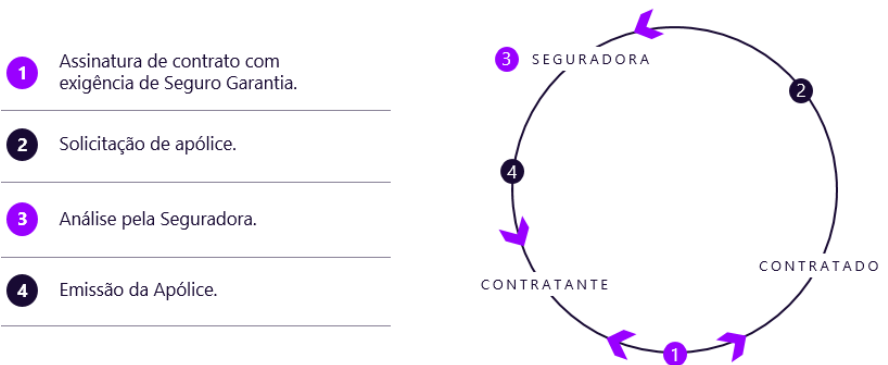 1
Assinatura de contrato com
exigência de Seguro Garantia.
2
Solicitação de apólice.
3
Análise pela Seguradora.
4
Emissão da Apólice.
3 SEGURADORA
2
4
CONTRATADO
CONTRATANTE
1